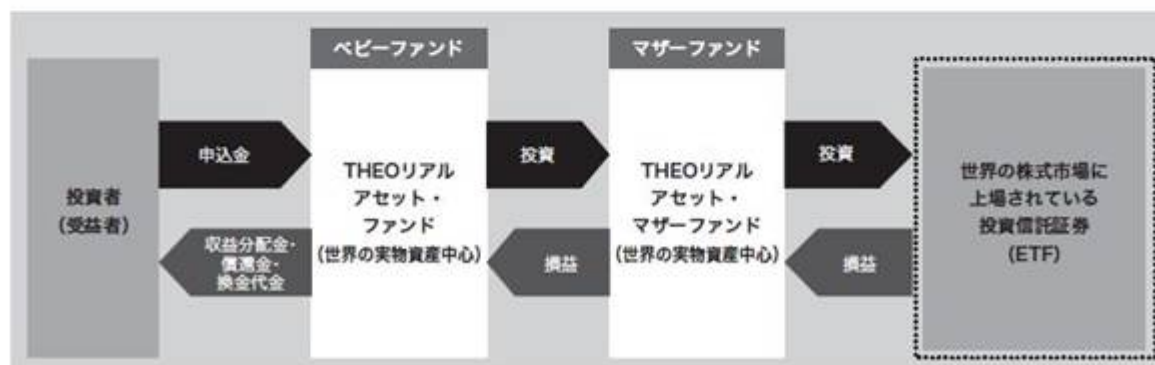 ベビーファンド
マザーファンド
投資者
(受益者)
申込金
収益分配金・
償還金・
換金代金
THEOリアル
アセット・
ファンド
(世界の実物資産中心)
投資
損益
THEOリアル
アセット・
マザーファンド
(世界の実物資産中心)
投資
損益
世界の株式市場に
上場されている
投資信託証券
(ETF)